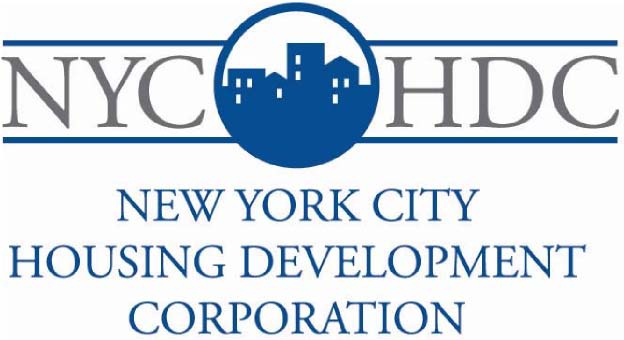 NYC HDC
NEW YORK CITY
HOUSING DEVELOPMENT
CORPORATION